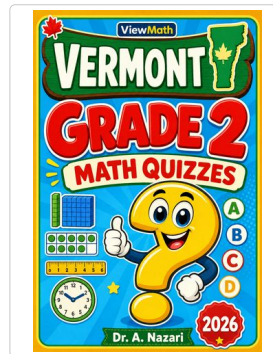 ViewMath
VERMONT
GRADE 2
MATH QUIZZES
A
B
C
D
Dr. A. Nazari
2026